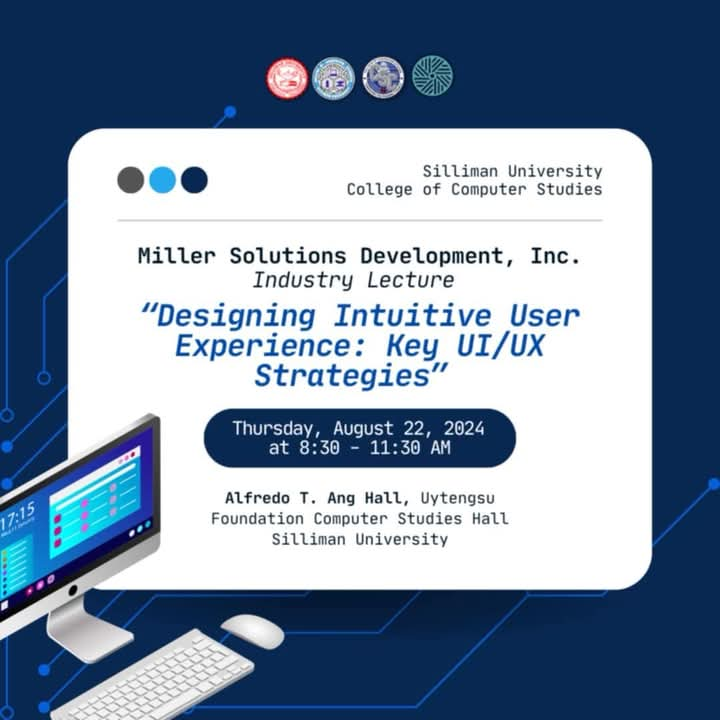 Silliman University
College of Computer Studies
Miller Solutions Development, Inc.
Industry Lecture
“Designing Intuitive User
Experience: Key UI/UX
Strategies”
Thursday, August 22, 2024
at 8:30 - 11:30 AM
Alfredo T. Ang Hall, Uytengsu
Foundation Computer Studies Hall
Silliman University
17:15